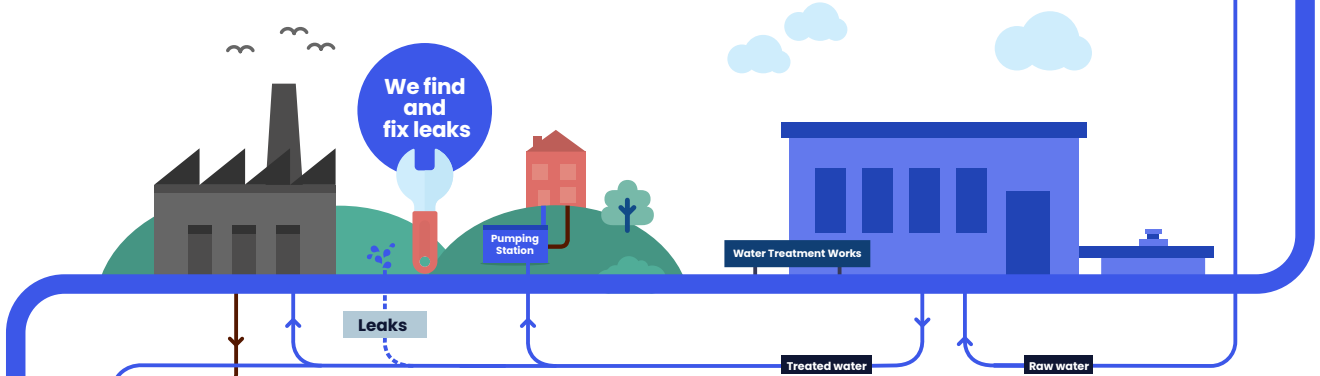 We find
and
fix leaks
Pumping
Station
Water Treatment Works
Leaks
Treated water
Raw water